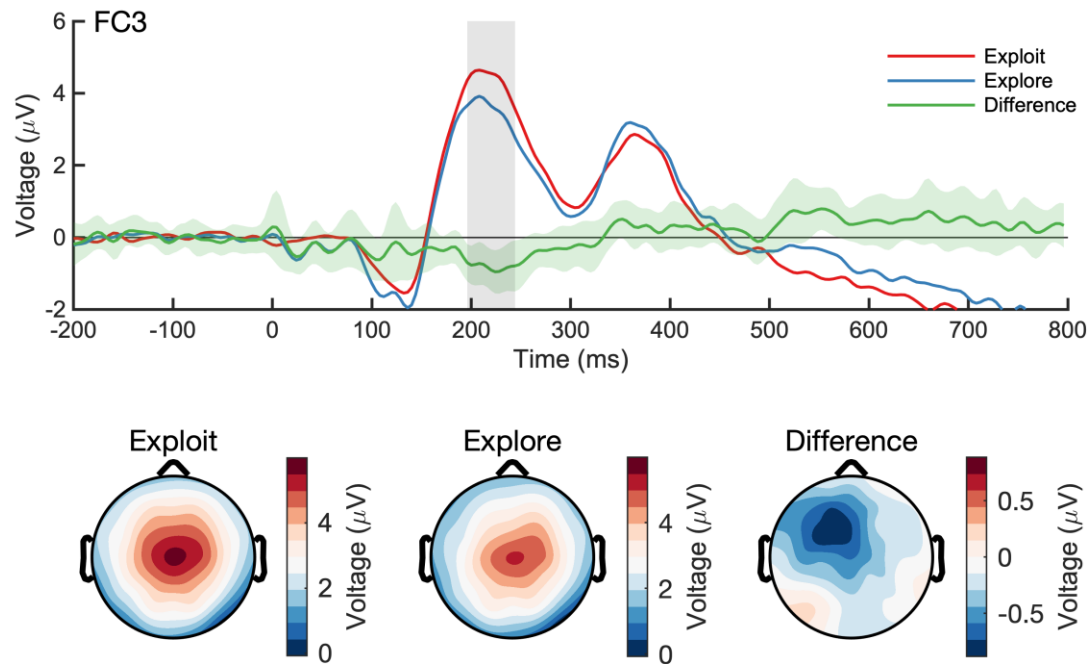 FC3
6
4
2
0
-2
Voltage (μV)
Exploit
Explore
Difference
-200 -100 0 100 200 300 400 500 600 700 800
Time (ms)
Exploit
4
2
0
Voltage (μV)
Explore
4
2
0
Voltage (μV)
Difference
0.5
0
-0.5
Voltage (μV)